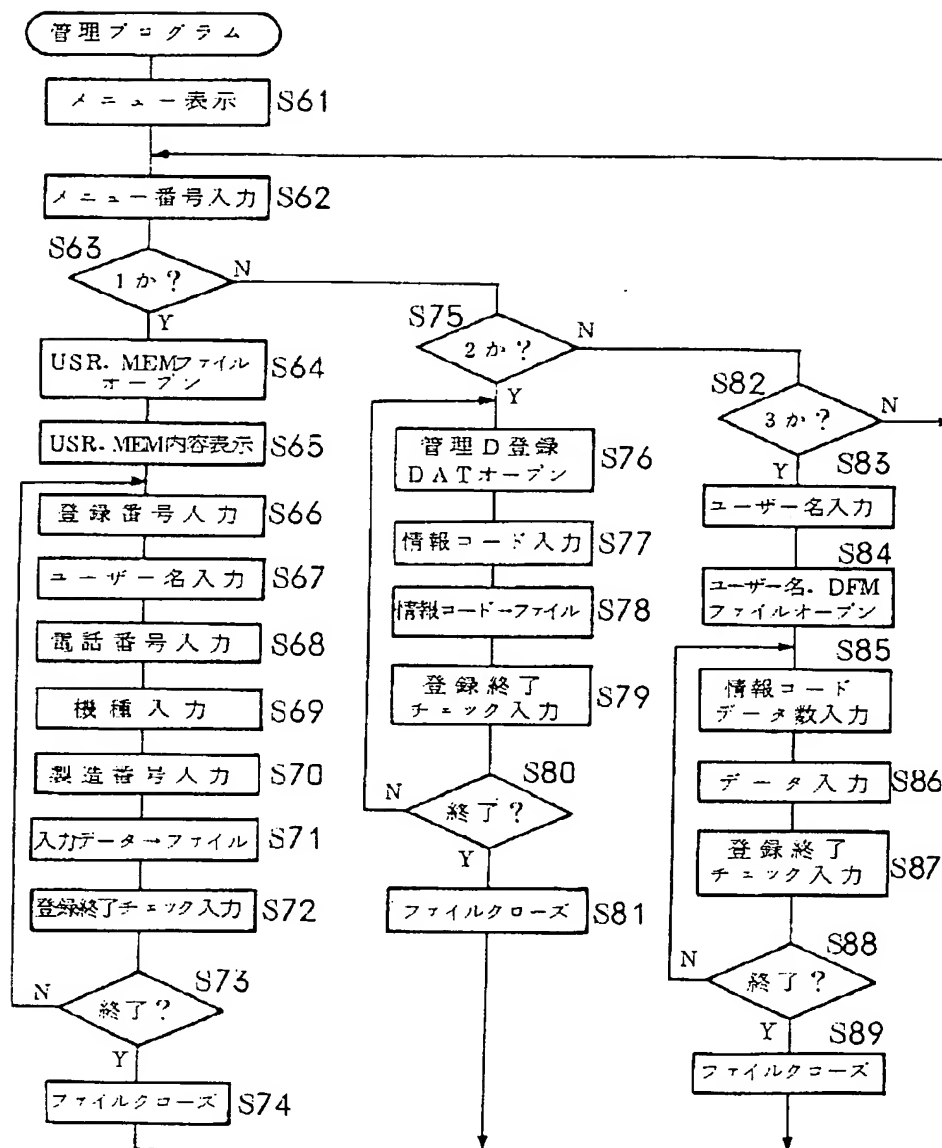 管理プログラム
メニュー表示 S61
メニュー番号入力 S62
S63
1か?
N
Y
USR.MEMファイル
オープン
S64
USR.MEM内容表示 S65
登録番号入力 S66
ユーザー名入力 S67
電話番号入力 S68
機種入力 S69
製造番号入力 S70
入力データ→ファイル S71
登録終了チェック入力 S72
S73
終了?
N
Y
ファイルクローズ S74
S75
2か?
N
Y
管理D登録
DATオープン
S76
情報コード入力 S77
情報コード→ファイル S78
登録終了
チェック入力
S79
S80
終了?
N
Y
ファイルクローズ S81
S82
3か?
N
Y
S83
ユーザー名入力
S84
ユーザー名.DFM
ファイルオープン
S85
情報コード
データ数入力
データ入力 S86
登録終了
チェック入力
S87
S88
終了?
N
Y
S89
ファイルクローズ